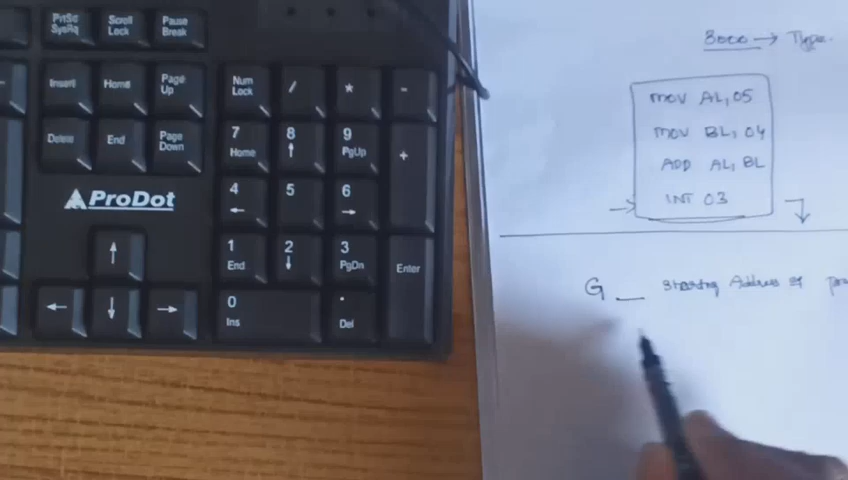 PrtSc SysRq
Scroll Lock
Pause Break
Insert
Home
Page Up
Delete
End
Page Down
ProDot
Num Lock
/
*
-
7 Home
8
9 PgUp
+
4
5
6
1 End
2
3 PgDn
Enter
0 Ins
. Del
8000 → Type
MOV AL, 05
MOV BL, 04
ADD AL, BL
INT 03
G _ Starting Address of